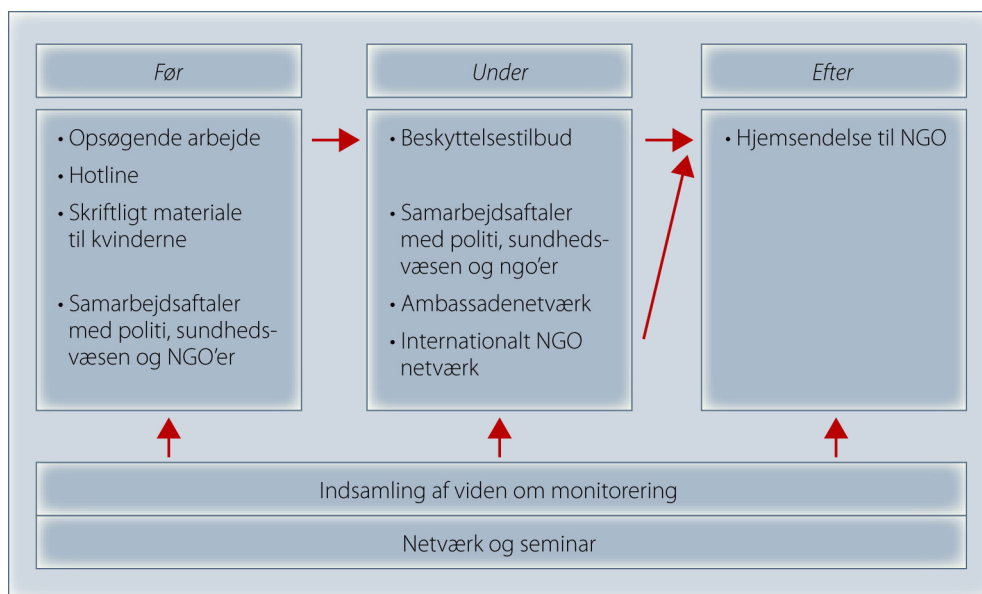 Før
• Opsøgende arbejde
• Hotline
• Skriftligt materiale
til kvinderne
• Samarbejdsaftaler
med politi, sundheds-
væsen og NGO'er
Under
• Beskyttelsestilbud
• Samarbejdsaftaler
med politi, sundheds-
væsen og ngo'er
• Ambassadenetværk
• Internationalt NGO
netværk
Efter
• Hjemsendelse til NGO
Indsamling af viden om monitorering
Netværk og seminar